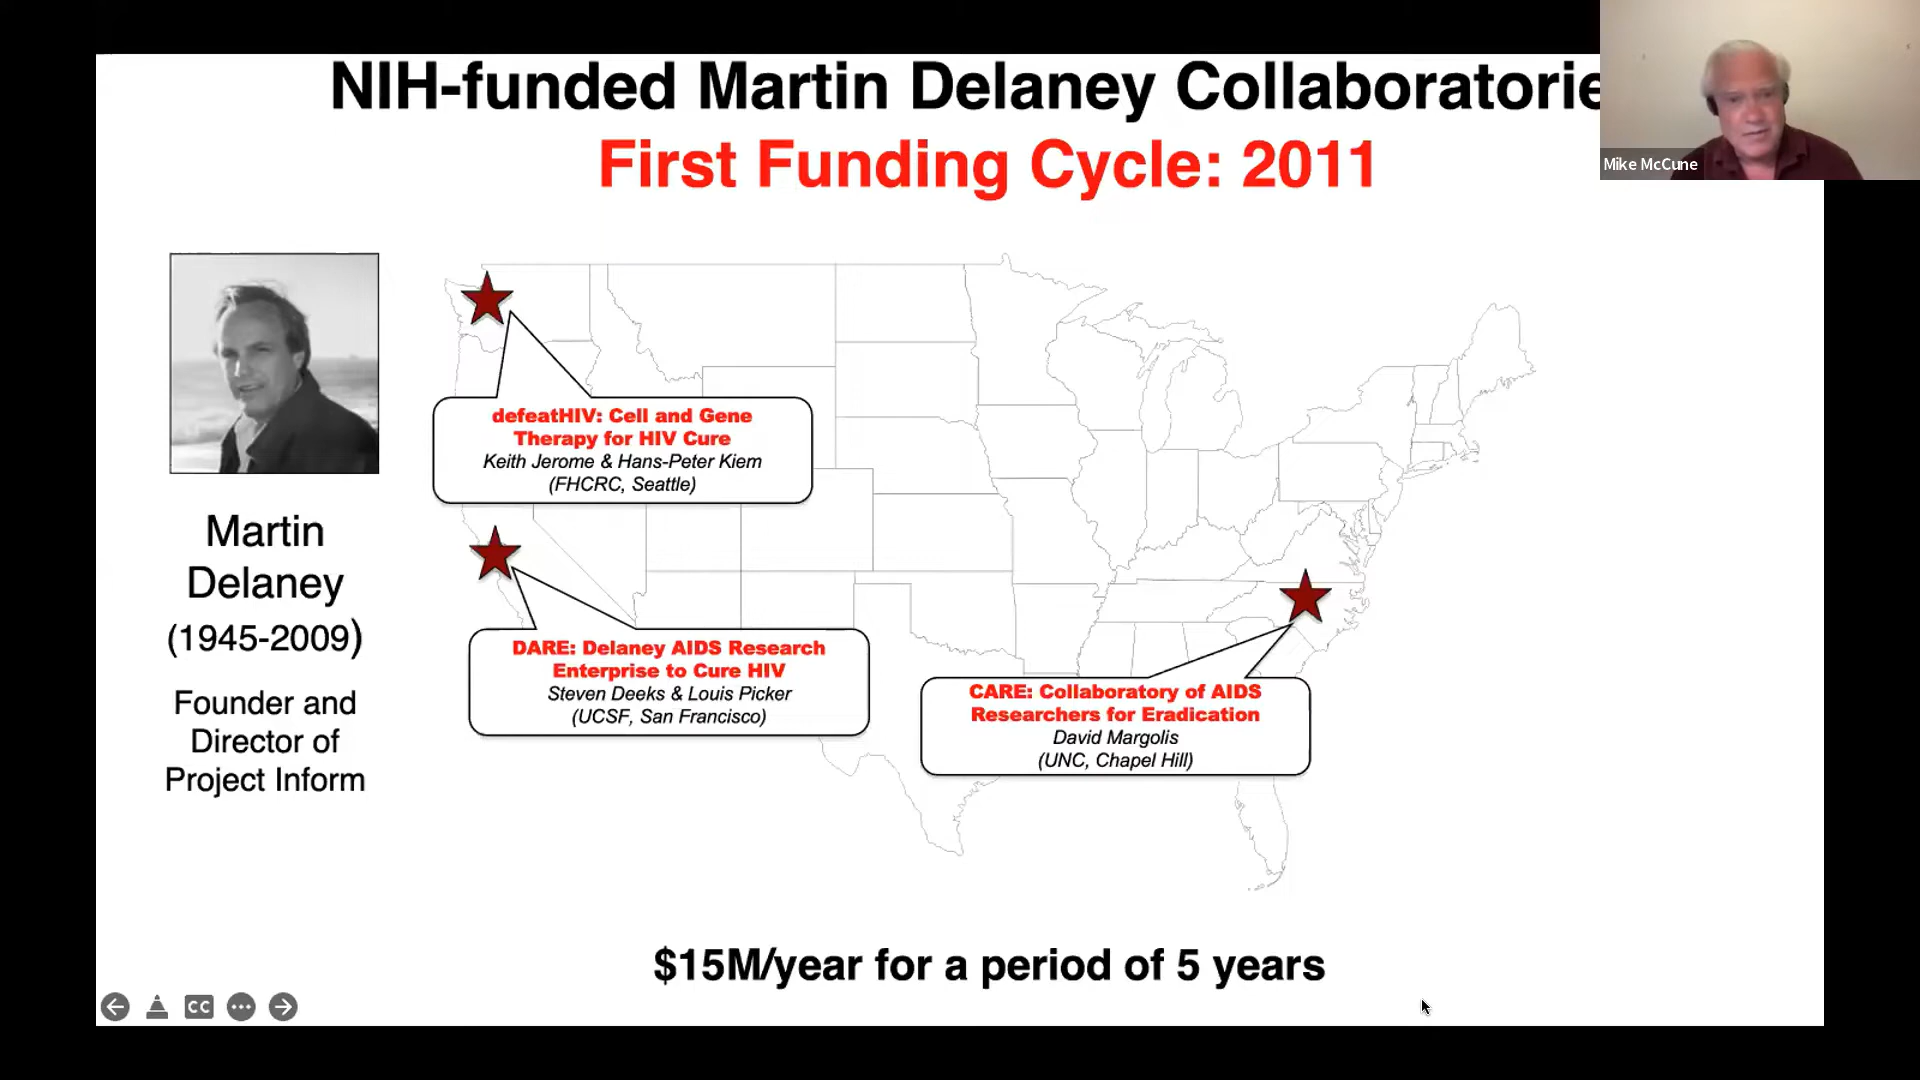 NIH-funded Martin Delaney Collaboratorie
First Funding Cycle: 2011
Mike McCune
Martin
Delaney
(1945-2009)
Founder and
Director of
Project Inform
defeatHIV: Cell and Gene
Therapy for HIV Cure
Keith Jerome & Hans-Peter Kiem
(FHCRC, Seattle)
DARE: Delaney AIDS Research
Enterprise to Cure HIV
Steven Deeks & Louis Picker
(UCSF, San Francisco)
CARE: Collaboratory of AIDS
Researchers for Eradication
David Margolis
(UNC, Chapel Hill)
$15M/year for a period of 5 years
CC